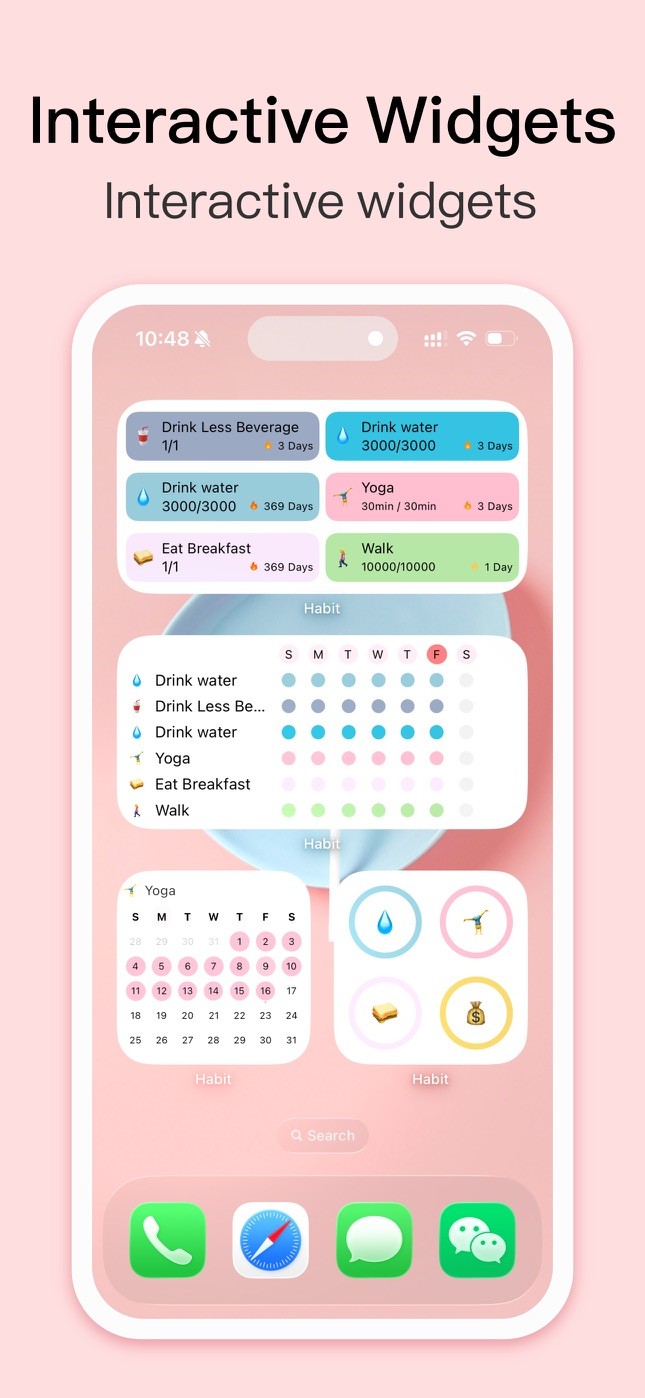 Interactive Widgets
Interactive widgets
10:48
Drink Less Beverage
1/1 3 Days
Drink water
3000/3000 3 Days
Drink water
3000/3000 369 Days
Yoga
30min / 30min 3 Days
Eat Breakfast
1/1 369 Days
Walk
10000/10000 1 Day
Habit
S M T W T F S
Drink water
Drink Less Be...
Drink water
Yoga
Eat Breakfast
Walk
Habit
Yoga
S M T W T F S
28 29 30 31 1 2 3
4 5 6 7 8 9 10
11 12 13 14 15 16 17
18 19 20 21 22 23 24
25 26 27 28 29 30 31
$
Habit
Habit
Search